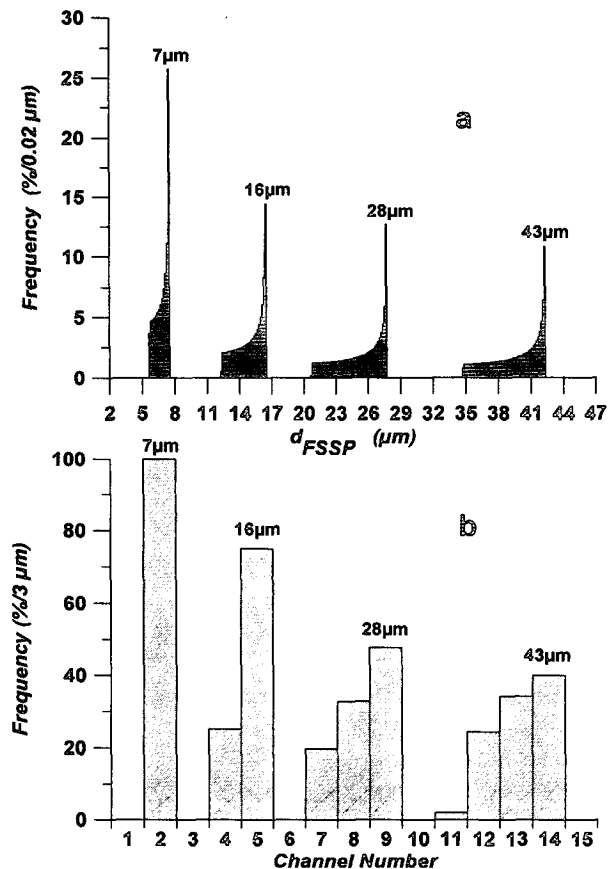 30
25
20
15
10
5
0
Frequency (%/0.02 µm)
7µm
16µm
28µm
43µm
a
2 5 8 11 14 17 20 23 26 29 32 35 38 41 44 47
d_FSSP (µm)
100
80
60
40
20
0
Frequency (%/3 µm)
7µm
16µm
28µm
43µm
b
1 2 3 4 5 6 7 8 9 10 11 12 13 14 15
Channel Number